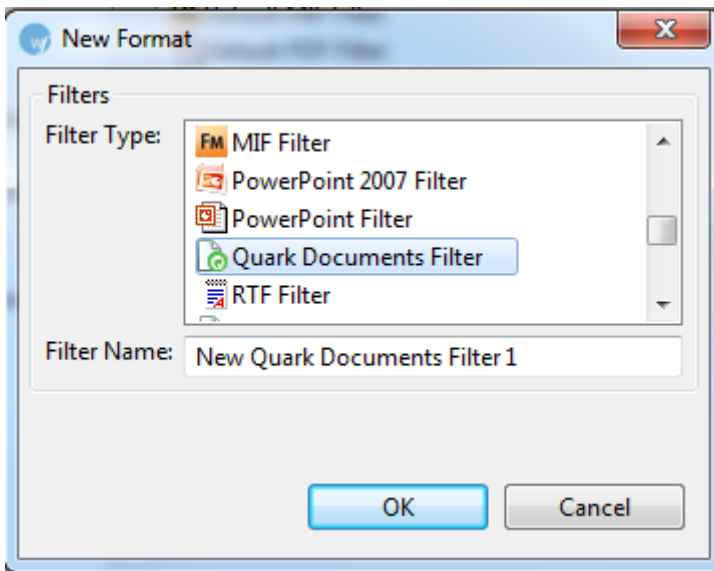 New Format
Filters
Filter Type:
FM MIF Filter
PowerPoint 2007 Filter
PowerPoint Filter
Quark Documents Filter
RTF Filter
Filter Name: New Quark Documents Filter 1
OK Cancel